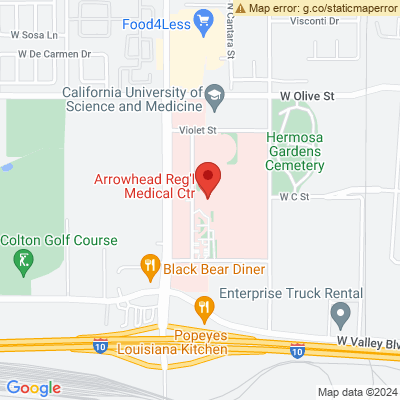 Map error: g.co/staticmaperror
W Sosa Ln
Food4Less
N Cantara St
Visconti Dr
W De Carmen Dr
California University of
Science and Medicine
W Olive St
Violet St
Hermosa
Gardens
Cemetery
Arrowhead Reg'l
Medical Ctr
W C St
Colton Golf Course
Black Bear Diner
Enterprise Truck Rental
Popeyes
Louisiana Kitchen
W Valley Blv
10
10
Google
Map data ©2024